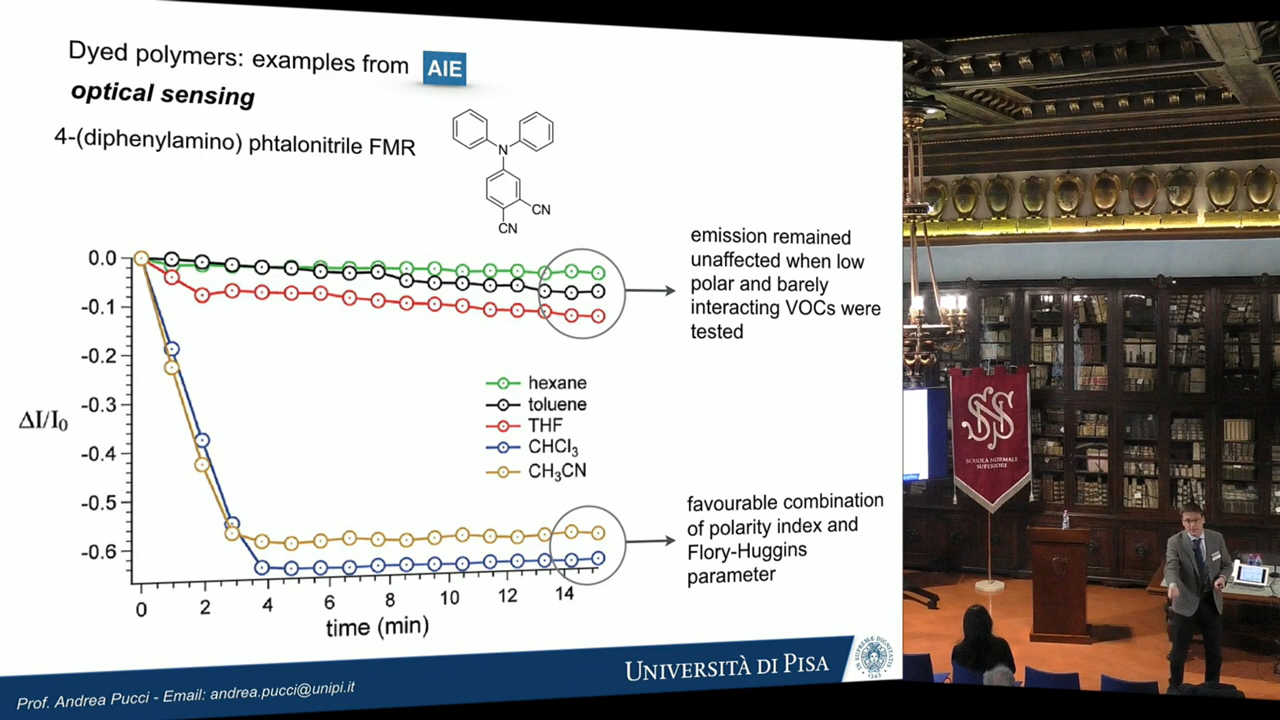 Dyed polymers: examples from AIE
optical sensing
4-(diphenylamino) phtalonitrile FMR
N
CN
CN
emission remained
unaffected when low
polar and barely
interacting VOCs were
tested
0.0
-0.1
-0.2
-0.3
-0.4
-0.5
-0.6
ΔI/I₀
hexane
toluene
THF
CHCl₃
CH₃CN
favourable combination
of polarity index and
Flory-Huggins
parameter
0 2 4 6 8 10 12 14
time (min)
UNIVERSITÀ DI PISA
Prof. Andrea Pucci - Email: andrea.pucci@unipi.it
SNS
SCUOLA NORMALE
SUPERIORE